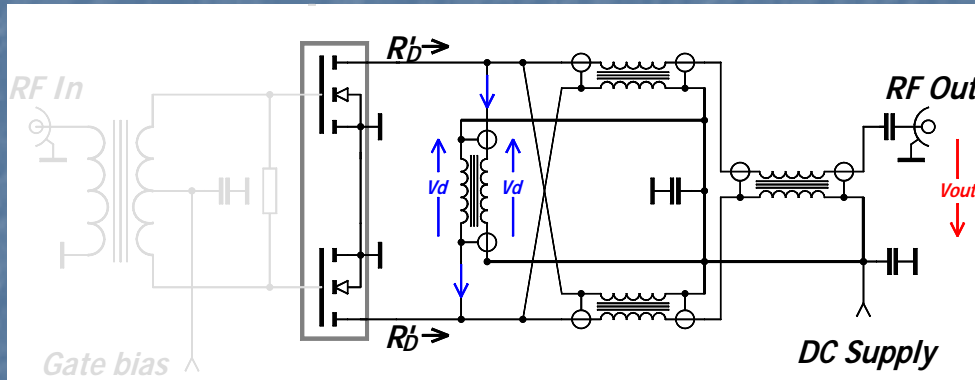 R'D
RF In
RF Out
Vd
Vd
Vout
R'D
DC Supply
Gate bias